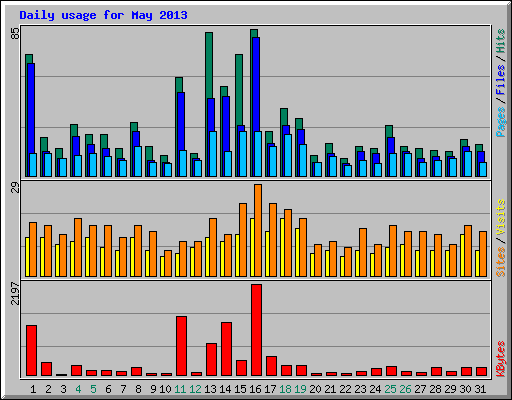 Daily usage for May 2013
85
Pages / Files / Hits
29
Sites / Visits
2197
KBytes
1 2 3 4 5 6 7 8 9 10 11 12 13 14 15 16 17 18 19 20 21 22 23 24 25 26 27 28 29 30 31